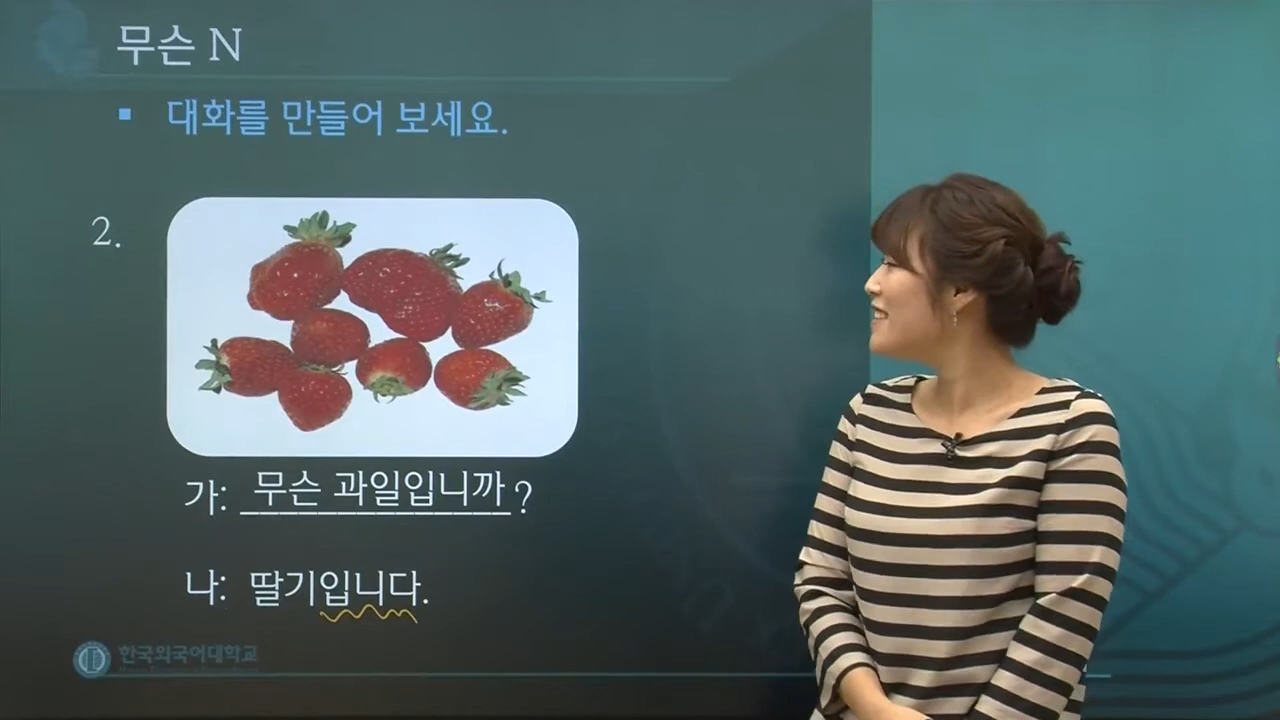 무슨 N
▪ 대화를 만들어 보세요.
2.
가: 무슨 과일입니까?
나: 딸기입니다.
한국외국어대학교